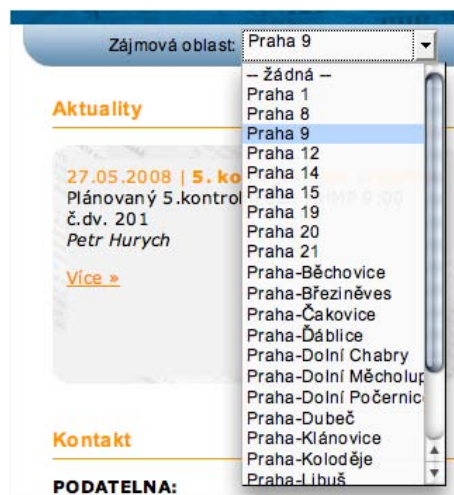 Zájmová oblast: Praha 9
-- žádná --
Praha 1
Praha 8
Praha 9
Praha 12
Praha 14
Praha 15
Praha 19
Praha 20
Praha 21
Praha-Běchovice
Praha-Březiněves
Praha-Čakovice
Praha-Ďáblice
Praha-Dolní Chabry
Praha-Dolní Měcholup
Praha-Dolní Počernic
Praha-Dubeč
Praha-Klánovice
Praha-Koloděje
Praha-Libuš
Aktuality
27.05.2008 | 5. ko
Plánovaný 5.kontrol HMP 9:00
č.dv. 201
Petr Hurych
Více »
Kontakt
PODATELNA: